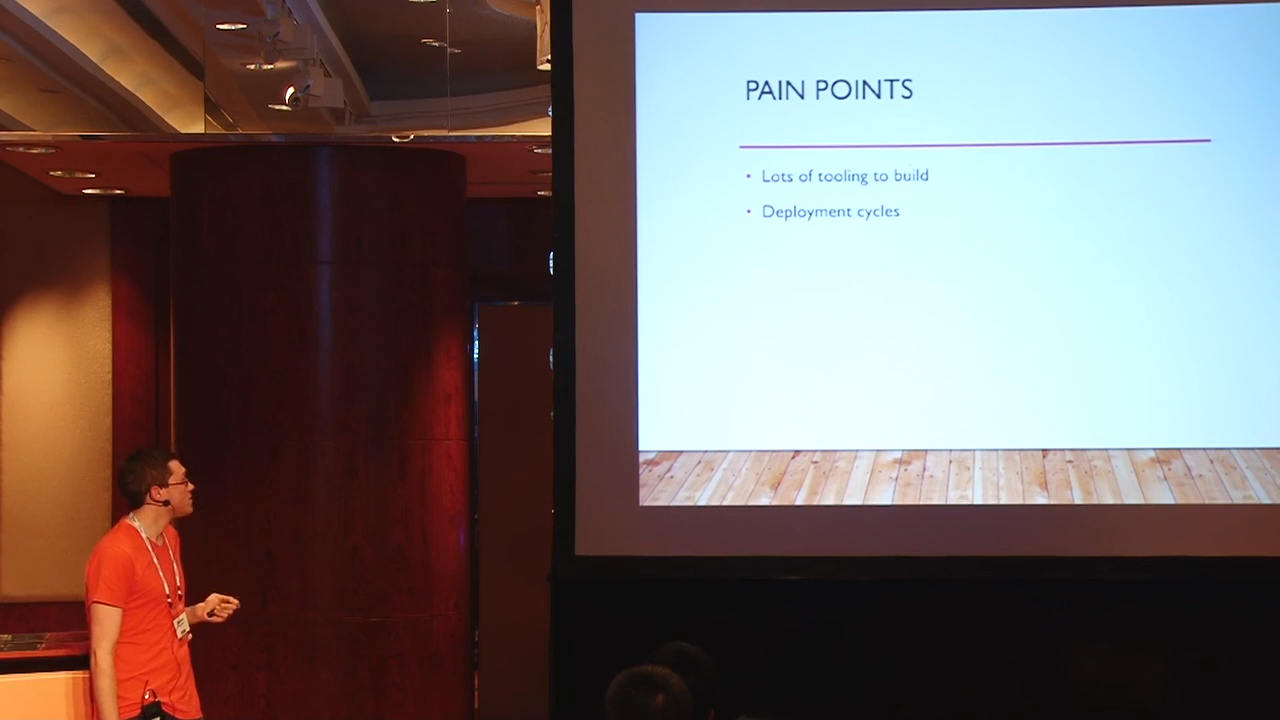 PAIN POINTS
• Lots of tooling to build
• Deployment cycles